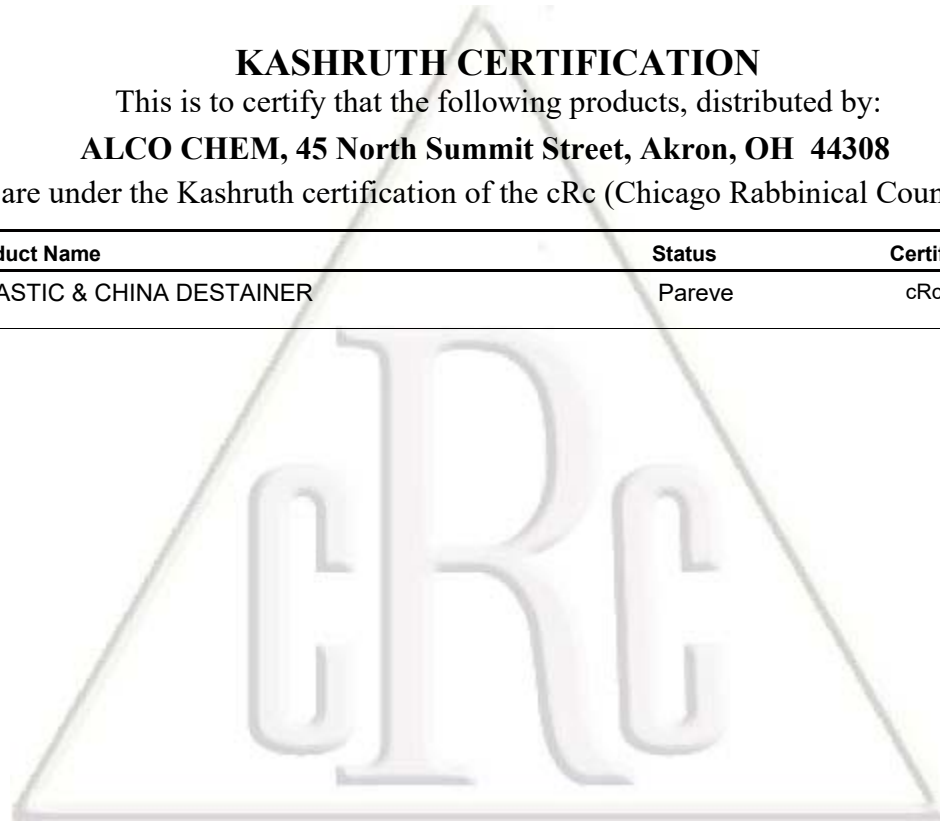 KASHRUTH CERTIFICATION
This is to certify that the following products, distributed by:
ALCO CHEM, 45 North Summit Street, Akron, OH 44308
are under the Kashruth certification of the cRc (Chicago Rabbinical Coun
duct Name Status Certif
ASTIC & CHINA DESTAINER Pareve cRc
cRc